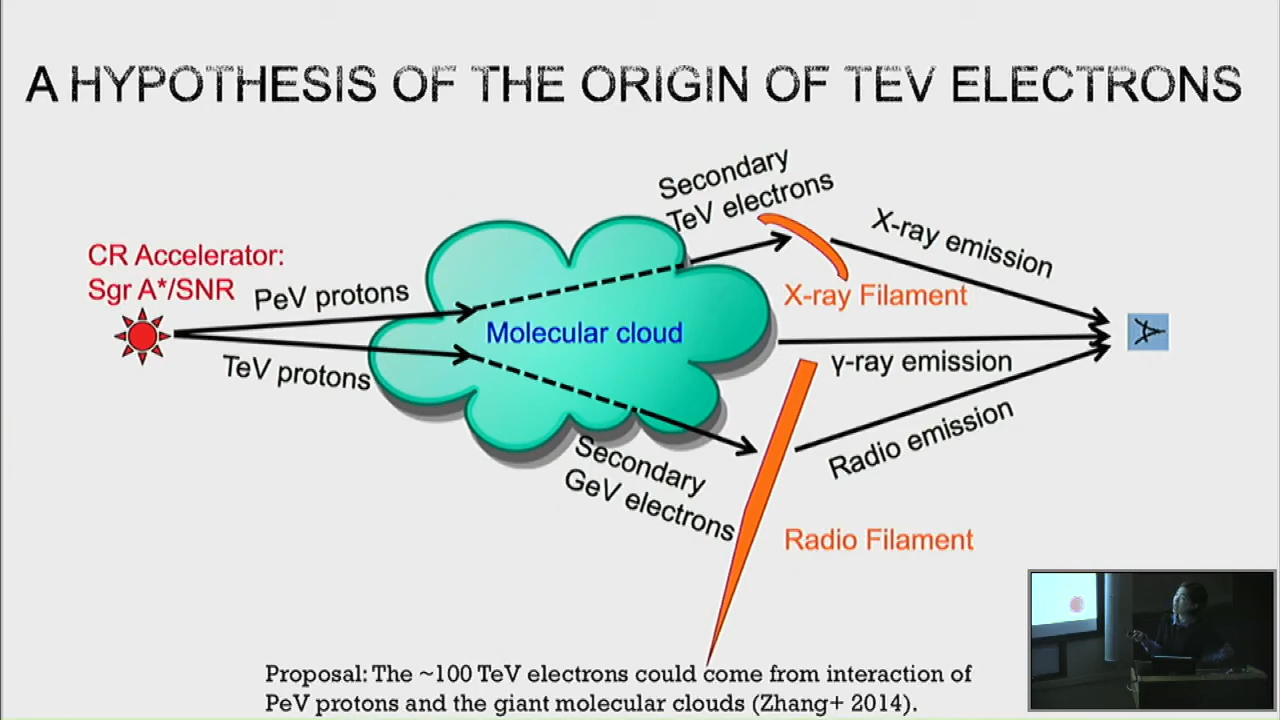 A HYPOTHESIS OF THE ORIGIN OF TEV ELECTRONS
Secondary
TeV electrons
X-ray emission
CR Accelerator:
Sgr A*/SNR
PeV protons
X-ray Filament
Molecular cloud
γ-ray emission
TeV protons
Radio emission
Secondary
GeV electrons
Radio Filament
Proposal: The ~100 TeV electrons could come from interaction of
PeV protons and the giant molecular clouds (Zhang+ 2014).